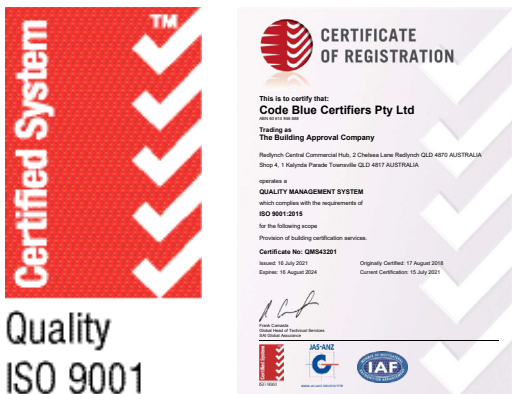 Certified System
TM
Quality
ISO 9001
CERTIFICATE
OF REGISTRATION
This is to certify that:
Code Blue Certifiers Pty Ltd
Trading as
The Building Approval Company
Redlynch Central Commercial Hub, 2 Chelsea Lane Redlynch QLD 4870 AUSTRALIA
Shop 4, 1 Kalynda Parade Townsville QLD 4817 AUSTRALIA
operates a
QUALITY MANAGEMENT SYSTEM
which complies with the requirements of
ISO 9001:2015
for the following scope
Provision of building certification services.
Certificate No: QMS43201
Issued: 16 July 2021 Originally Certified: 17 August 2018
Expires: 16 August 2024 Current Certification: 15 July 2021
Frank Camasta
Global Head of Technical Services
SAI Global Assurance
Certified System
ISO 9001
JAS-ANZ
IAF